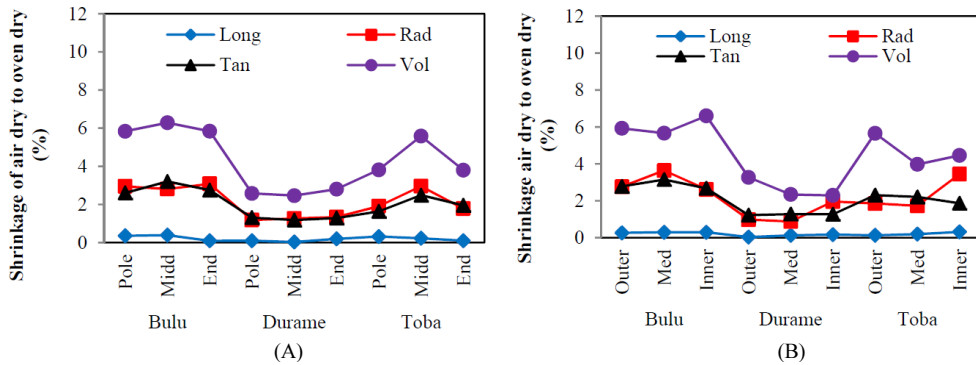 Shrinkage of air dry to oven dry
(%)
12
10
8
6
4
2
0
Long
Rad
Tan
Vol
Pole
Midd
End
Pole
Midd
End
Pole
Midd
End
Bulu
Durame
Toba
(A)
Shrinkage air dry to oven dry
(%)
12
10
8
6
4
2
0
Long
Rad
Tan
Vol
Outer
Med
Inner
Outer
Med
Inner
Outer
Med
Inner
Bulu
Durame
Toba
(B)